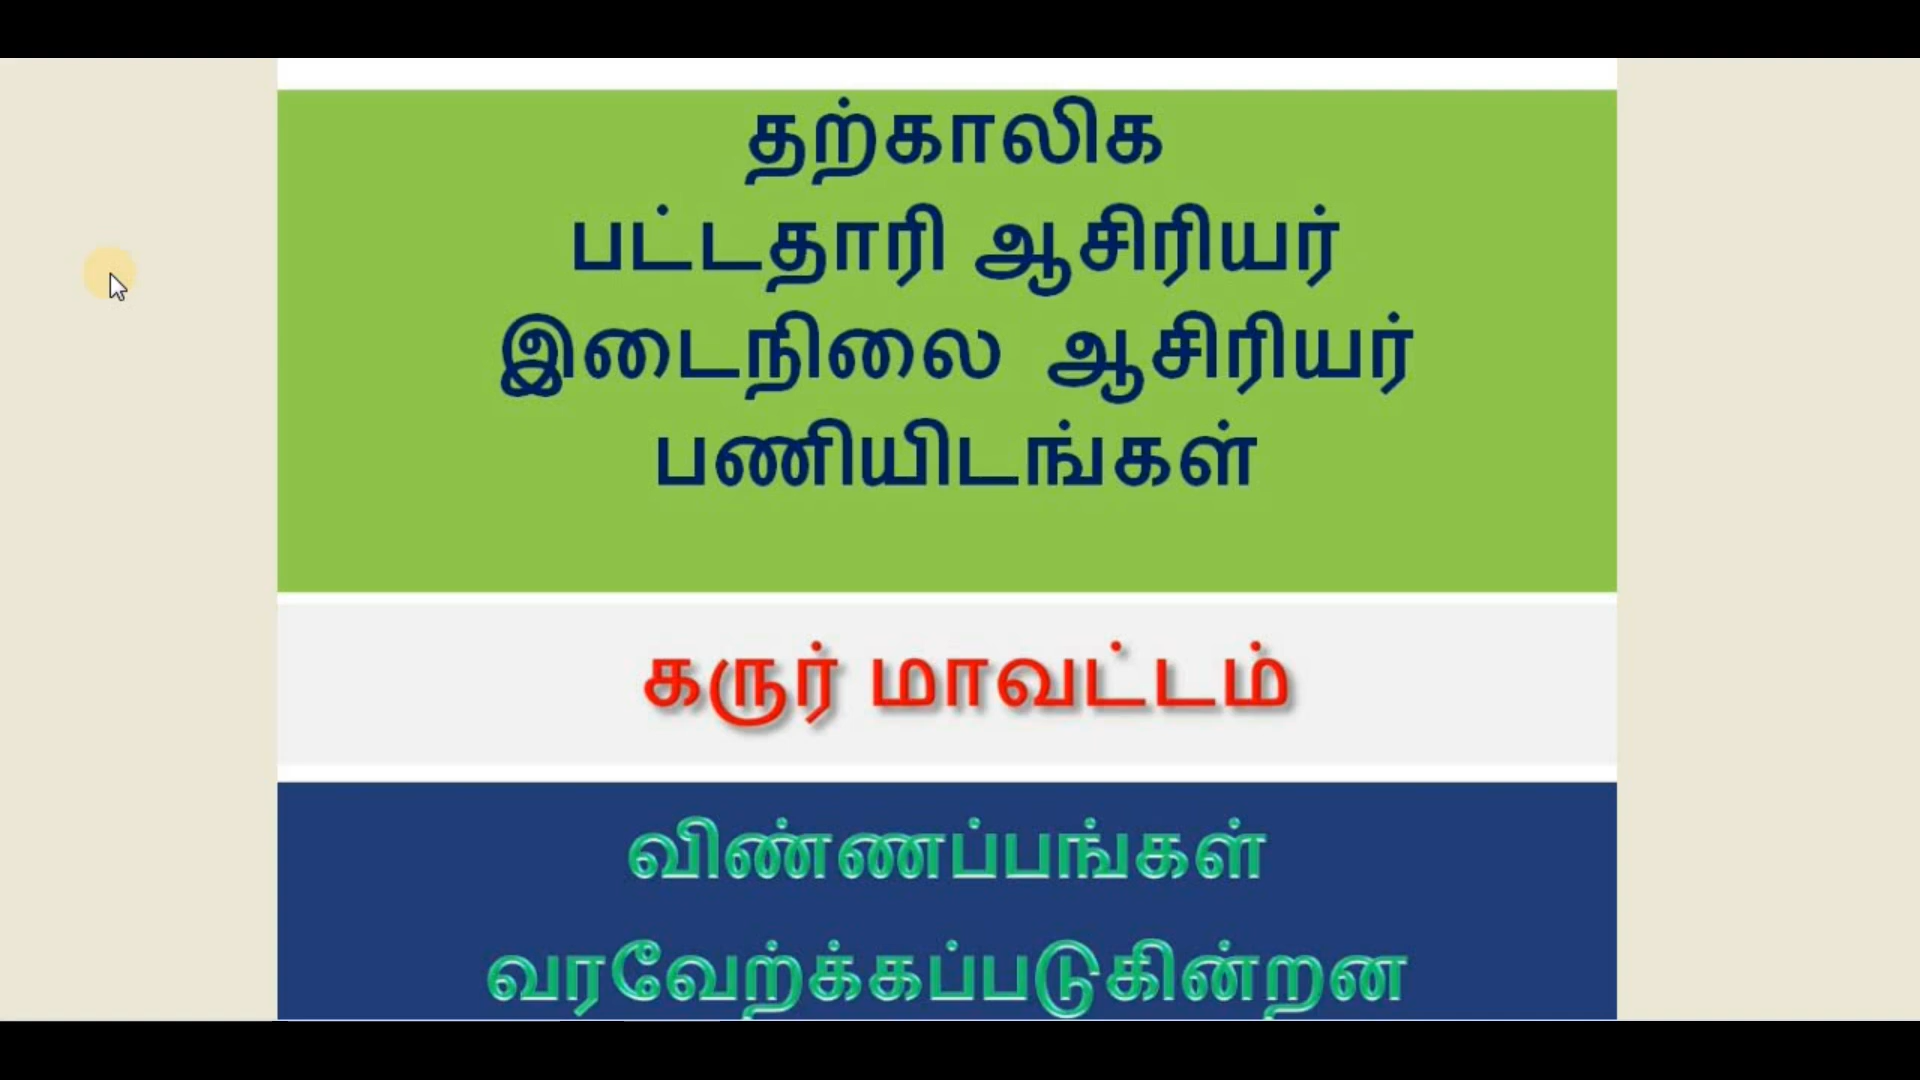 தற்காலிக
பட்டதாரி ஆசிரியர்
இடைநிலை ஆசிரியர்
பணியிடங்கள்
கரூர் மாவட்டம்
விண்ணப்பங்கள்
வரவேற்க்கப்படுகின்றன